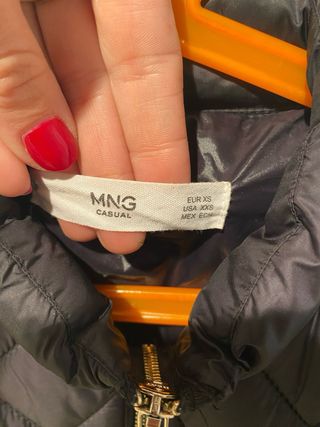 MNG
CASUAL
EUR XS
USA XXS
MEX ECH